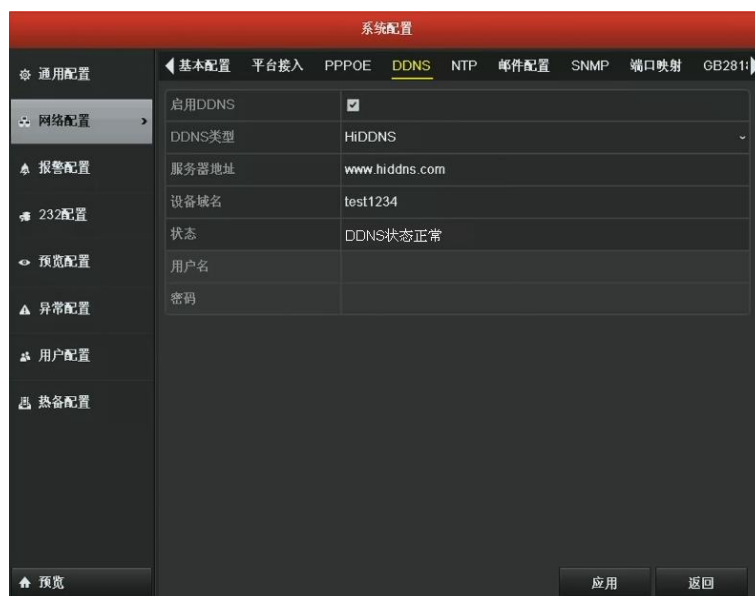 系统配置
通用配置
网络配置
报警配置
232配置
预览配置
异常配置
用户配置
热备配置
预览
基本配置 平台接入 PPPOE DDNS NTP 邮件配置 SNMP 端口映射 GB281
启用DDNS
DDNS类型 HiDDNS
服务器地址 www.hiddns.com
设备域名 test1234
状态 DDNS状态正常
用户名
密码
应用 返回